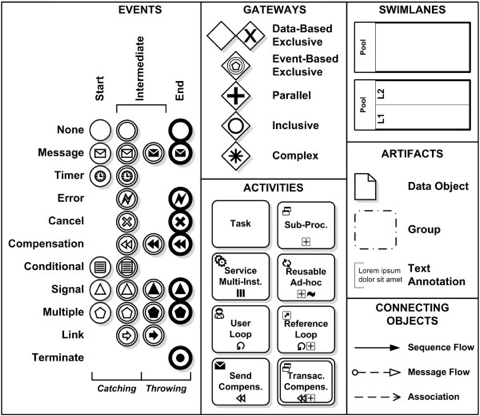 EVENTS
Start
Intermediate
End
None
Message
Timer
Error
Cancel
Compensation
Conditional
Signal
Multiple
Link
Terminate
Catching
Throwing
GATEWAYS
X
Data-Based
Exclusive
Event-Based
Exclusive
Parallel
Inclusive
Complex
ACTIVITIES
Task
Sub-Proc.
Service
Multi-Inst.
Reusable
Ad-hoc
User
Loop
Reference
Loop
Send
Compens.
Transac.
Compens.
SWIMLANES
Pool
Pool
L2
L1
ARTIFACTS
Data Object
Group
Lorem ipsum
dolor sit amet
Text
Annotation
CONNECTING
OBJECTS
Sequence Flow
Message Flow
Association